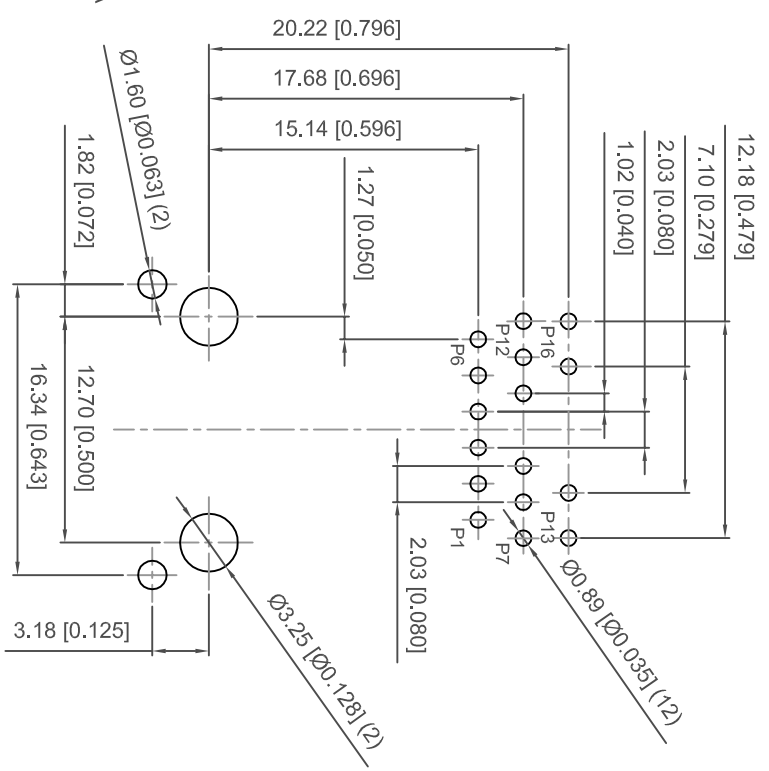 20.22 [0.796]
17.68 [0.696]
15.14 [0.596]
Ø1.60 [Ø0.063] (2)
1.82 [0.072]
1.27 [0.050]
12.18 [0.479]
7.10 [0.279]
2.03 [0.080]
1.02 [0.040]
P16
P12
P6
16.34 [0.643]
12.70 [0.500]
P13
P7
P1
2.03 [0.080]
Ø0.89 [Ø0.035] (12)
Ø3.25 [Ø0.128] (2)
3.18 [0.125]